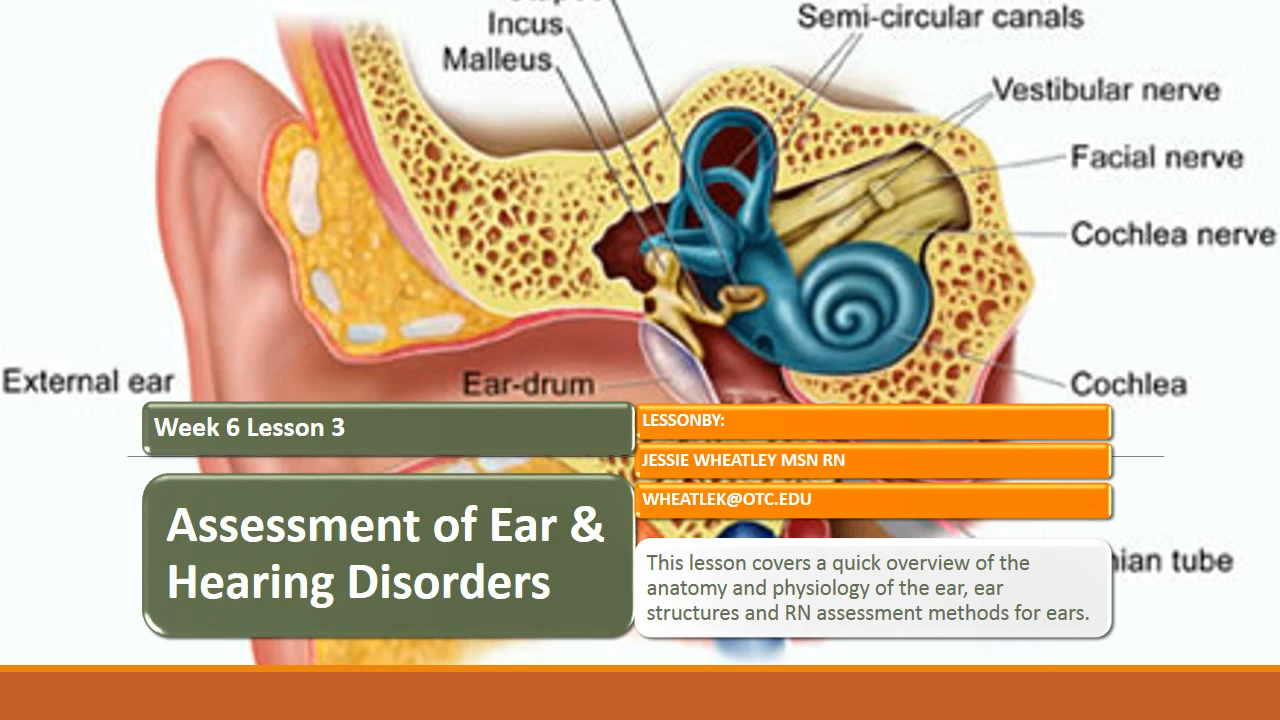 Incus
Malleus
Semi-circular canals
Vestibular nerve
Facial nerve
Cochlea nerve
External ear
Ear-drum
Cochlea
Week 6 Lesson 3
LESSONBY:
JESSIE WHEATLEY MSN RN
WHEATLEK@OTC.EDU
Assessment of Ear &
Hearing Disorders
This lesson covers a quick overview of the
anatomy and physiology of the ear, ear
structures and RN assessment methods for ears.
tube